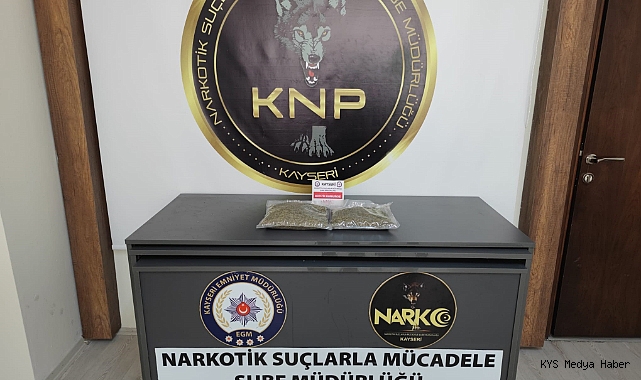 NARKOTİK SUÇLARLA MÜCADELE ŞUBE MÜDÜRLÜĞÜ
KNP
KAYSERİ
KAYSERİ
KAYSERİ EMNİYET MÜDÜRLÜĞÜ
EGM
NARKO
KAYSERİ
NARKOTİK SUÇLARLA MÜCADELE
ŞUBE MÜDÜRLÜĞÜ
KYS Medya Haber